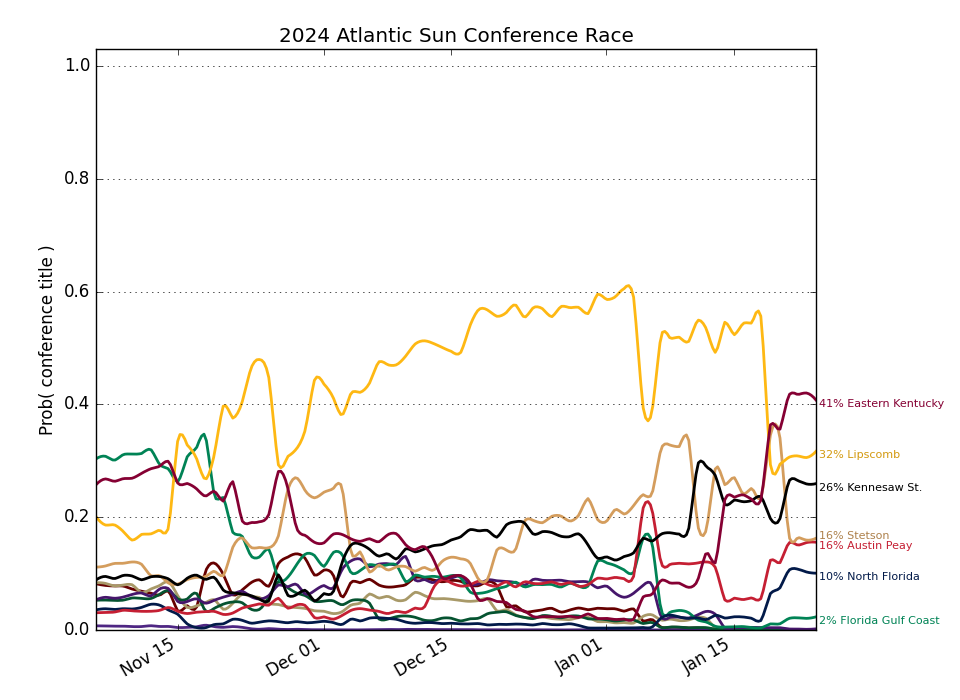 2024 Atlantic Sun Conference Race
Prob( conference title )
1.0
0.8
0.6
0.4
0.2
0.0
Nov 15
Dec 01
Dec 15
Jan 01
Jan 15
41% Eastern Kentucky
32% Lipscomb
26% Kennesaw St.
16% Stetson
16% Austin Peay
10% North Florida
2% Florida Gulf Coast